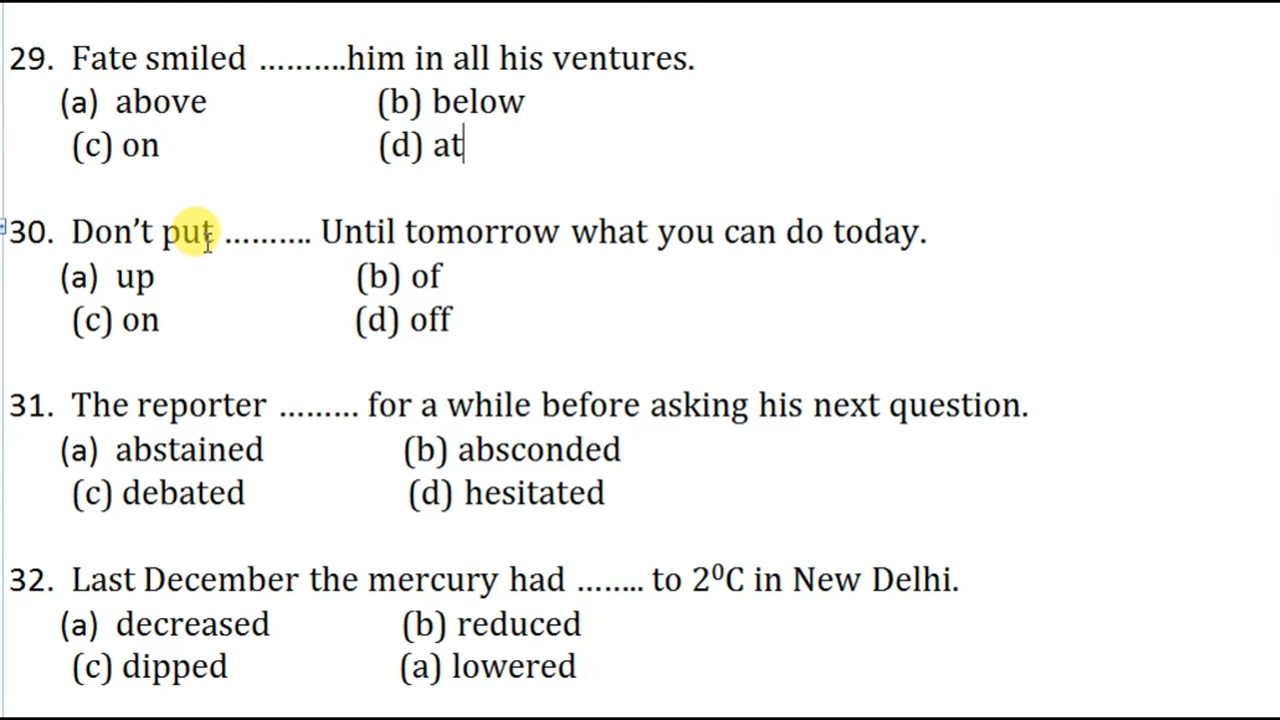 29. Fate smiled ..........him in all his ventures.
(a) above (b) below
(c) on (d) at
30. Don’t put .......... Until tomorrow what you can do today.
(a) up (b) of
(c) on (d) off
31. The reporter ......... for a while before asking his next question.
(a) abstained (b) absconded
(c) debated (d) hesitated
32. Last December the mercury had ........ to 2⁰C in New Delhi.
(a) decreased (b) reduced
(c) dipped (a) lowered